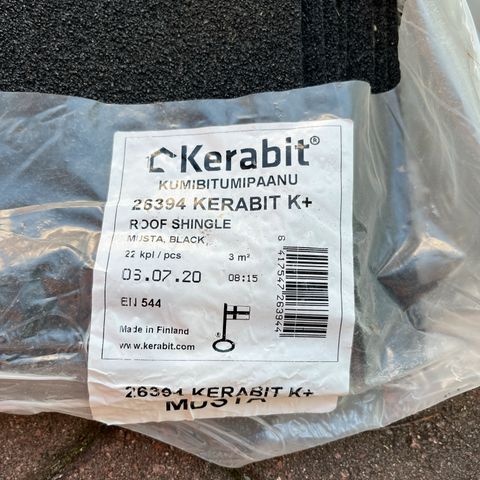 Kerabit®
KUMIBITUMIPAANU
26394 KERABIT K+
ROOF SHINGLE
MUSTA, BLACK,
22 kpl / pcs 3 m²
06.07.20 08:15
EN 544
Made in Finland
www.kerabit.com
6 417547 263944
26394 KERABIT K+
MUSTA